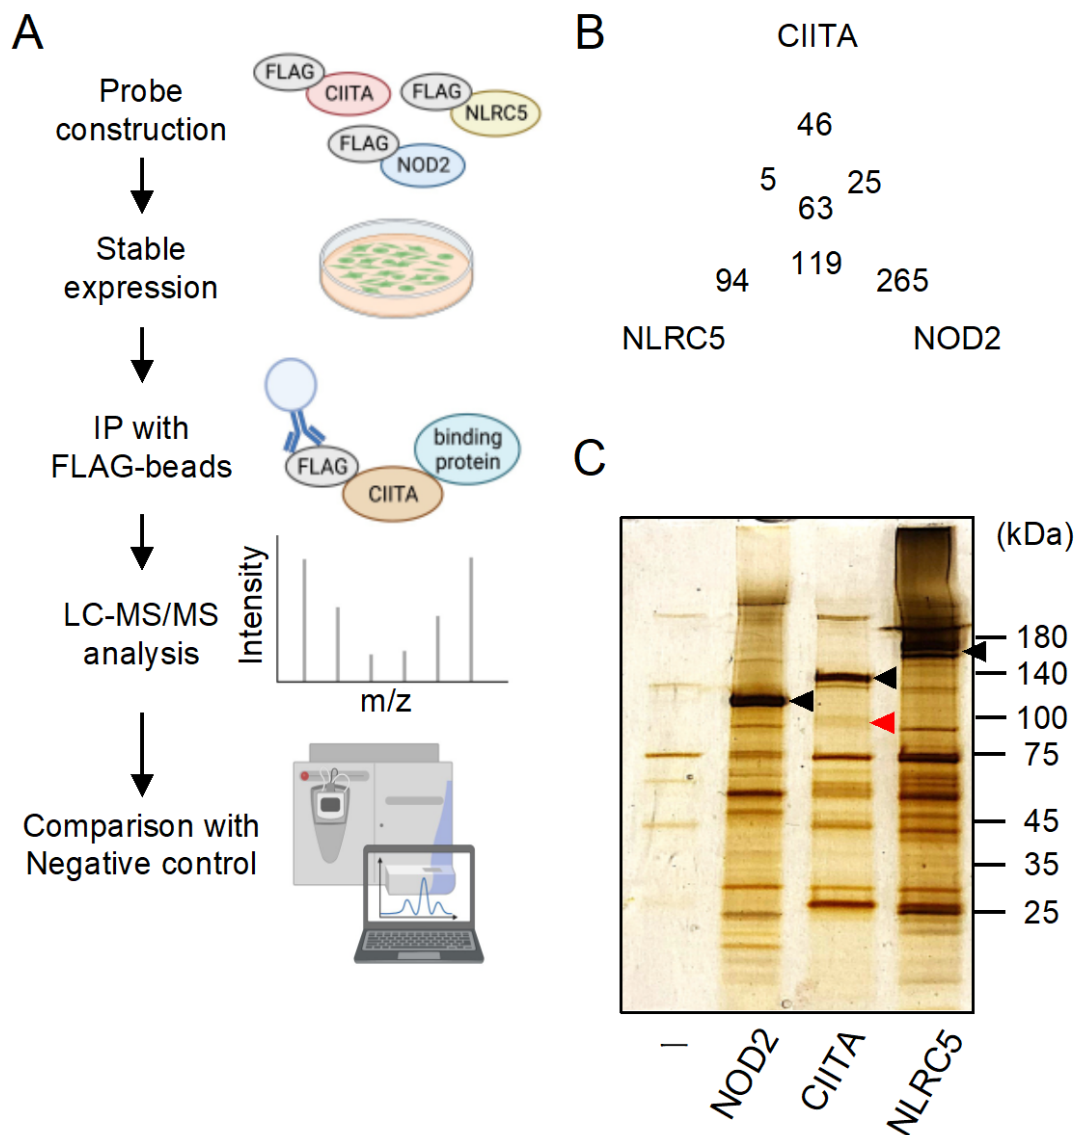 A
Probe
construction
FLAG
CIITA
FLAG
NLRC5
FLAG
NOD2
Stable
expression
IP with
FLAG-beads
FLAG
CIITA
binding
protein
LC-MS/MS
analysis
Intensity
m/z
Comparison with
Negative control
B
CIITA
46
5
25
63
119
94
265
NLRC5
NOD2
C
(kDa)
180
140
100
75
45
35
25
—
NOD2
CIITA
NLRC5